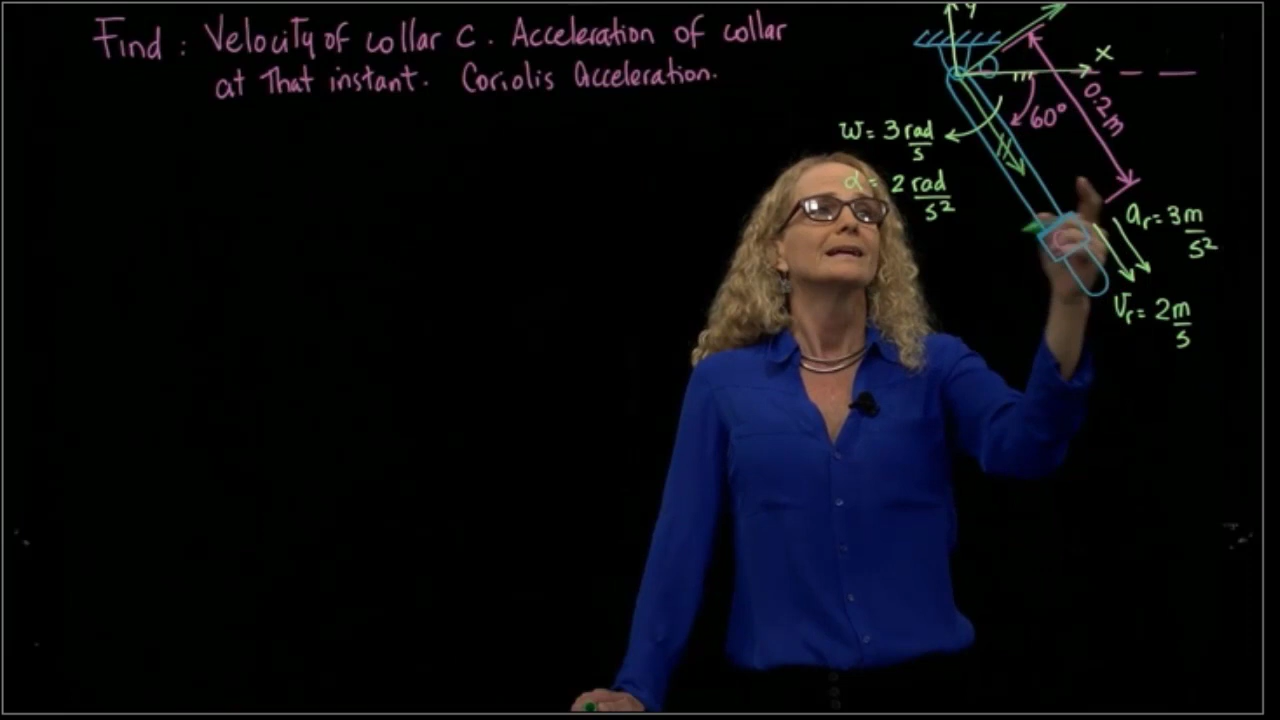 Find : Velocity of collar C. Acceleration of collar
at that instant. Coriolis Acceleration.
y
x
0.2m
60°
ω = 3 rad/s
α = 2 rad/s²
a_r = 3 m/s²
v_r = 2 m/s